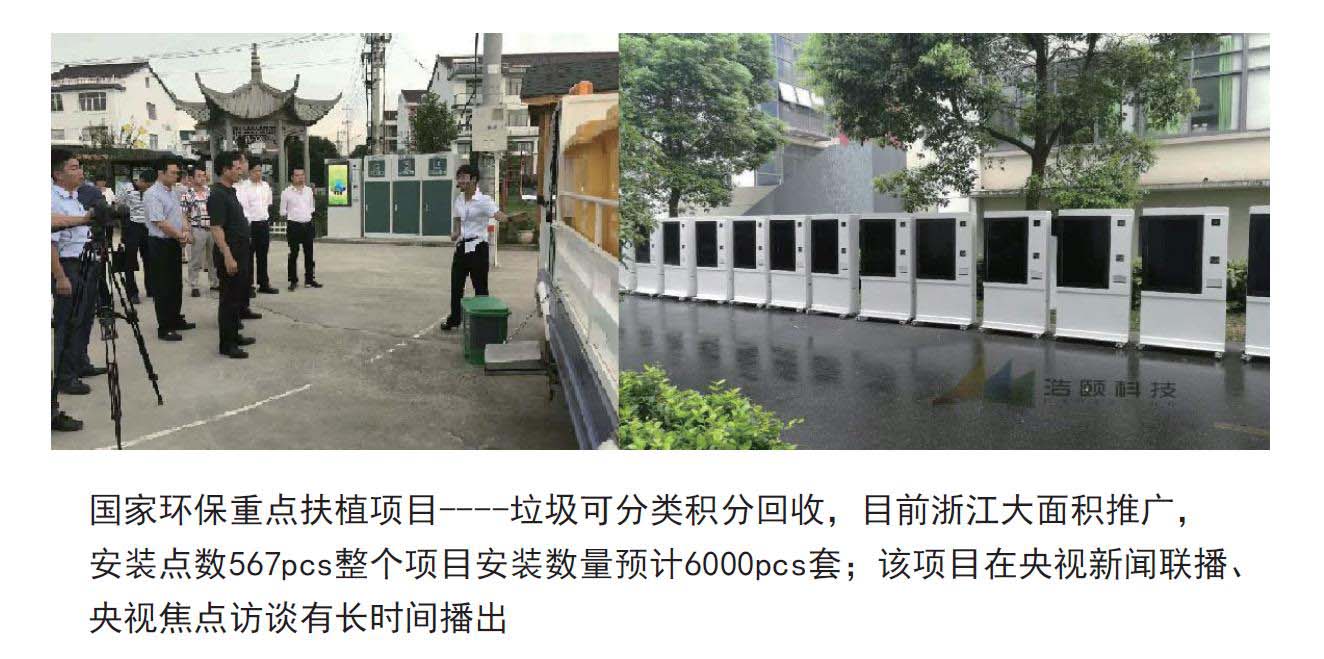 浩颐科技
国家环保重点扶植项目----垃圾可分类积分回收，目前浙江大面积推广，
安装点数567pcs整个项目安装数量预计6000pcs套；该项目在央视新闻联播、
央视焦点访谈有长时间播出